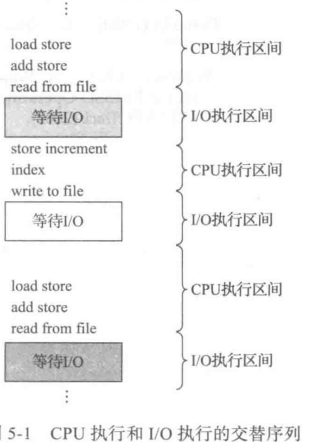 load store
add store
read from file
CPU执行区间
等待I/O
I/O执行区间
store increment
index
write to file
CPU执行区间
等待I/O
I/O执行区间
load store
add store
read from file
CPU执行区间
等待I/O
I/O执行区间
5-1 CPU 执行和 I/O 执行的交替序列